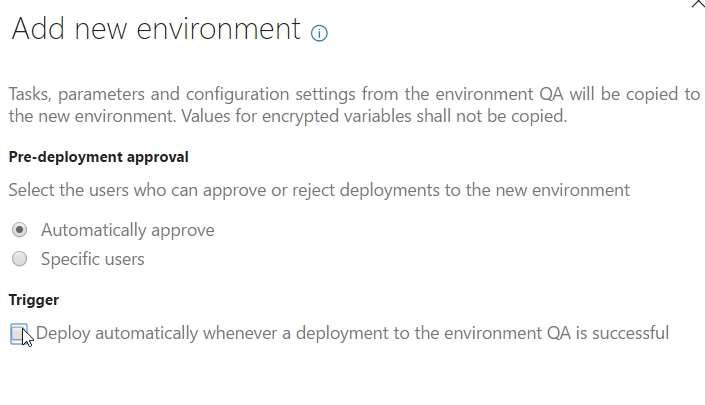 Add new environment
Tasks, parameters and configuration settings from the environment QA will be copied to
the new environment. Values for encrypted variables shall not be copied.
Pre-deployment approval
Select the users who can approve or reject deployments to the new environment
Automatically approve
Specific users
Trigger
Deploy automatically whenever a deployment to the environment QA is successful